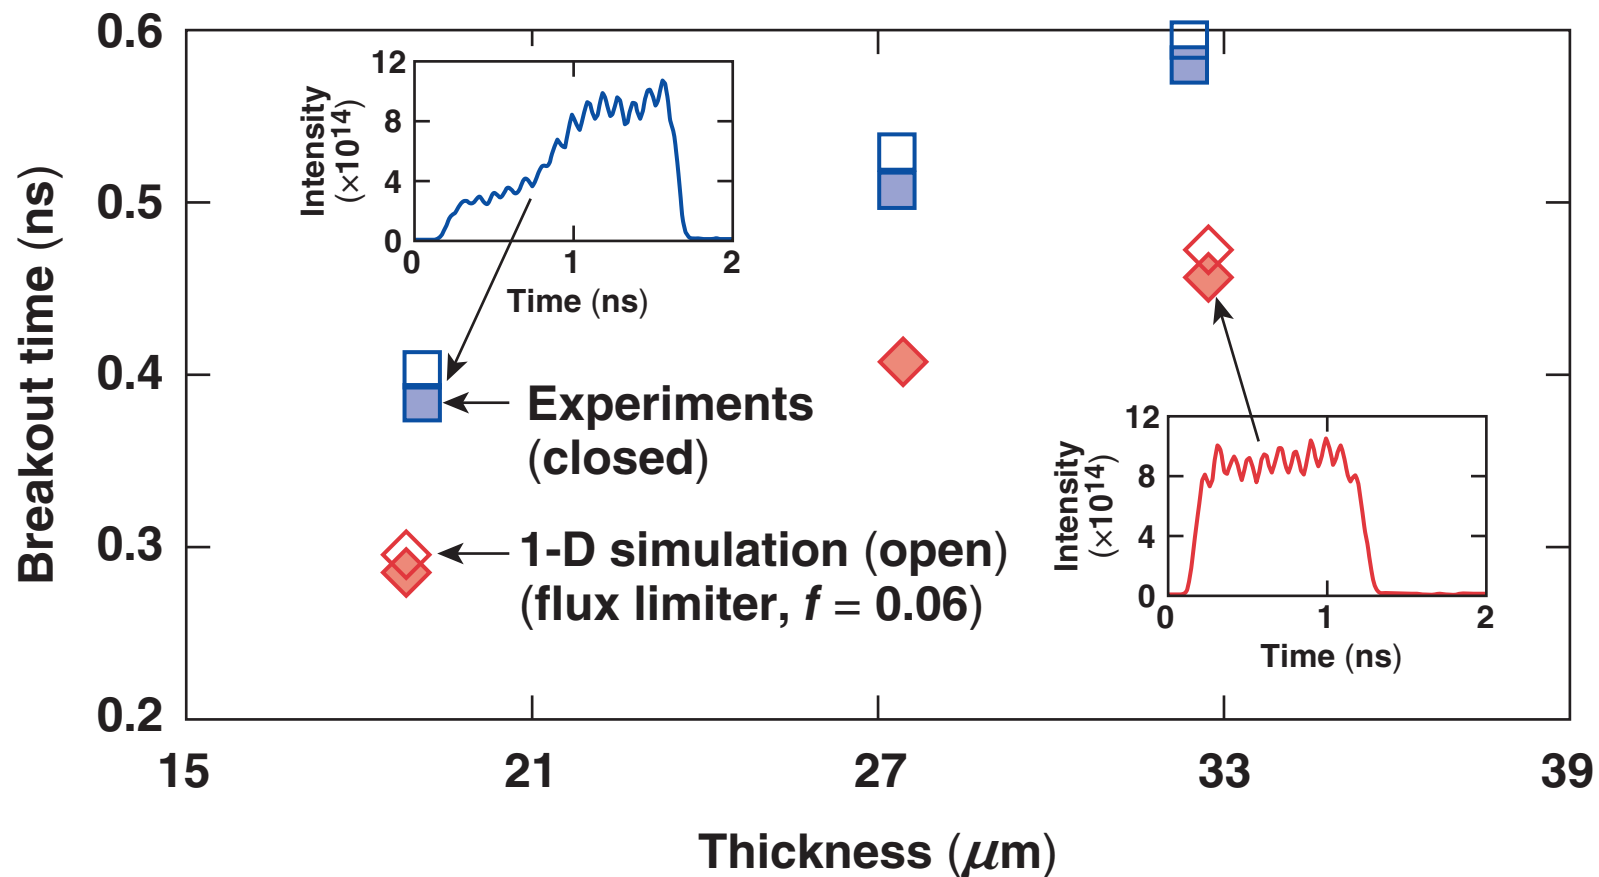 Breakout time (ns)
0.6
0.5
0.4
0.3
0.2
15
21
27
33
39
Thickness (μm)
Intensity
(×10¹⁴)
12
8
4
0
0
1
2
Time (ns)
Experiments
(closed)
1-D simulation (open)
(flux limiter, f = 0.06)
Intensity
(×10¹⁴)
12
8
4
0
0
1
2
Time (ns)